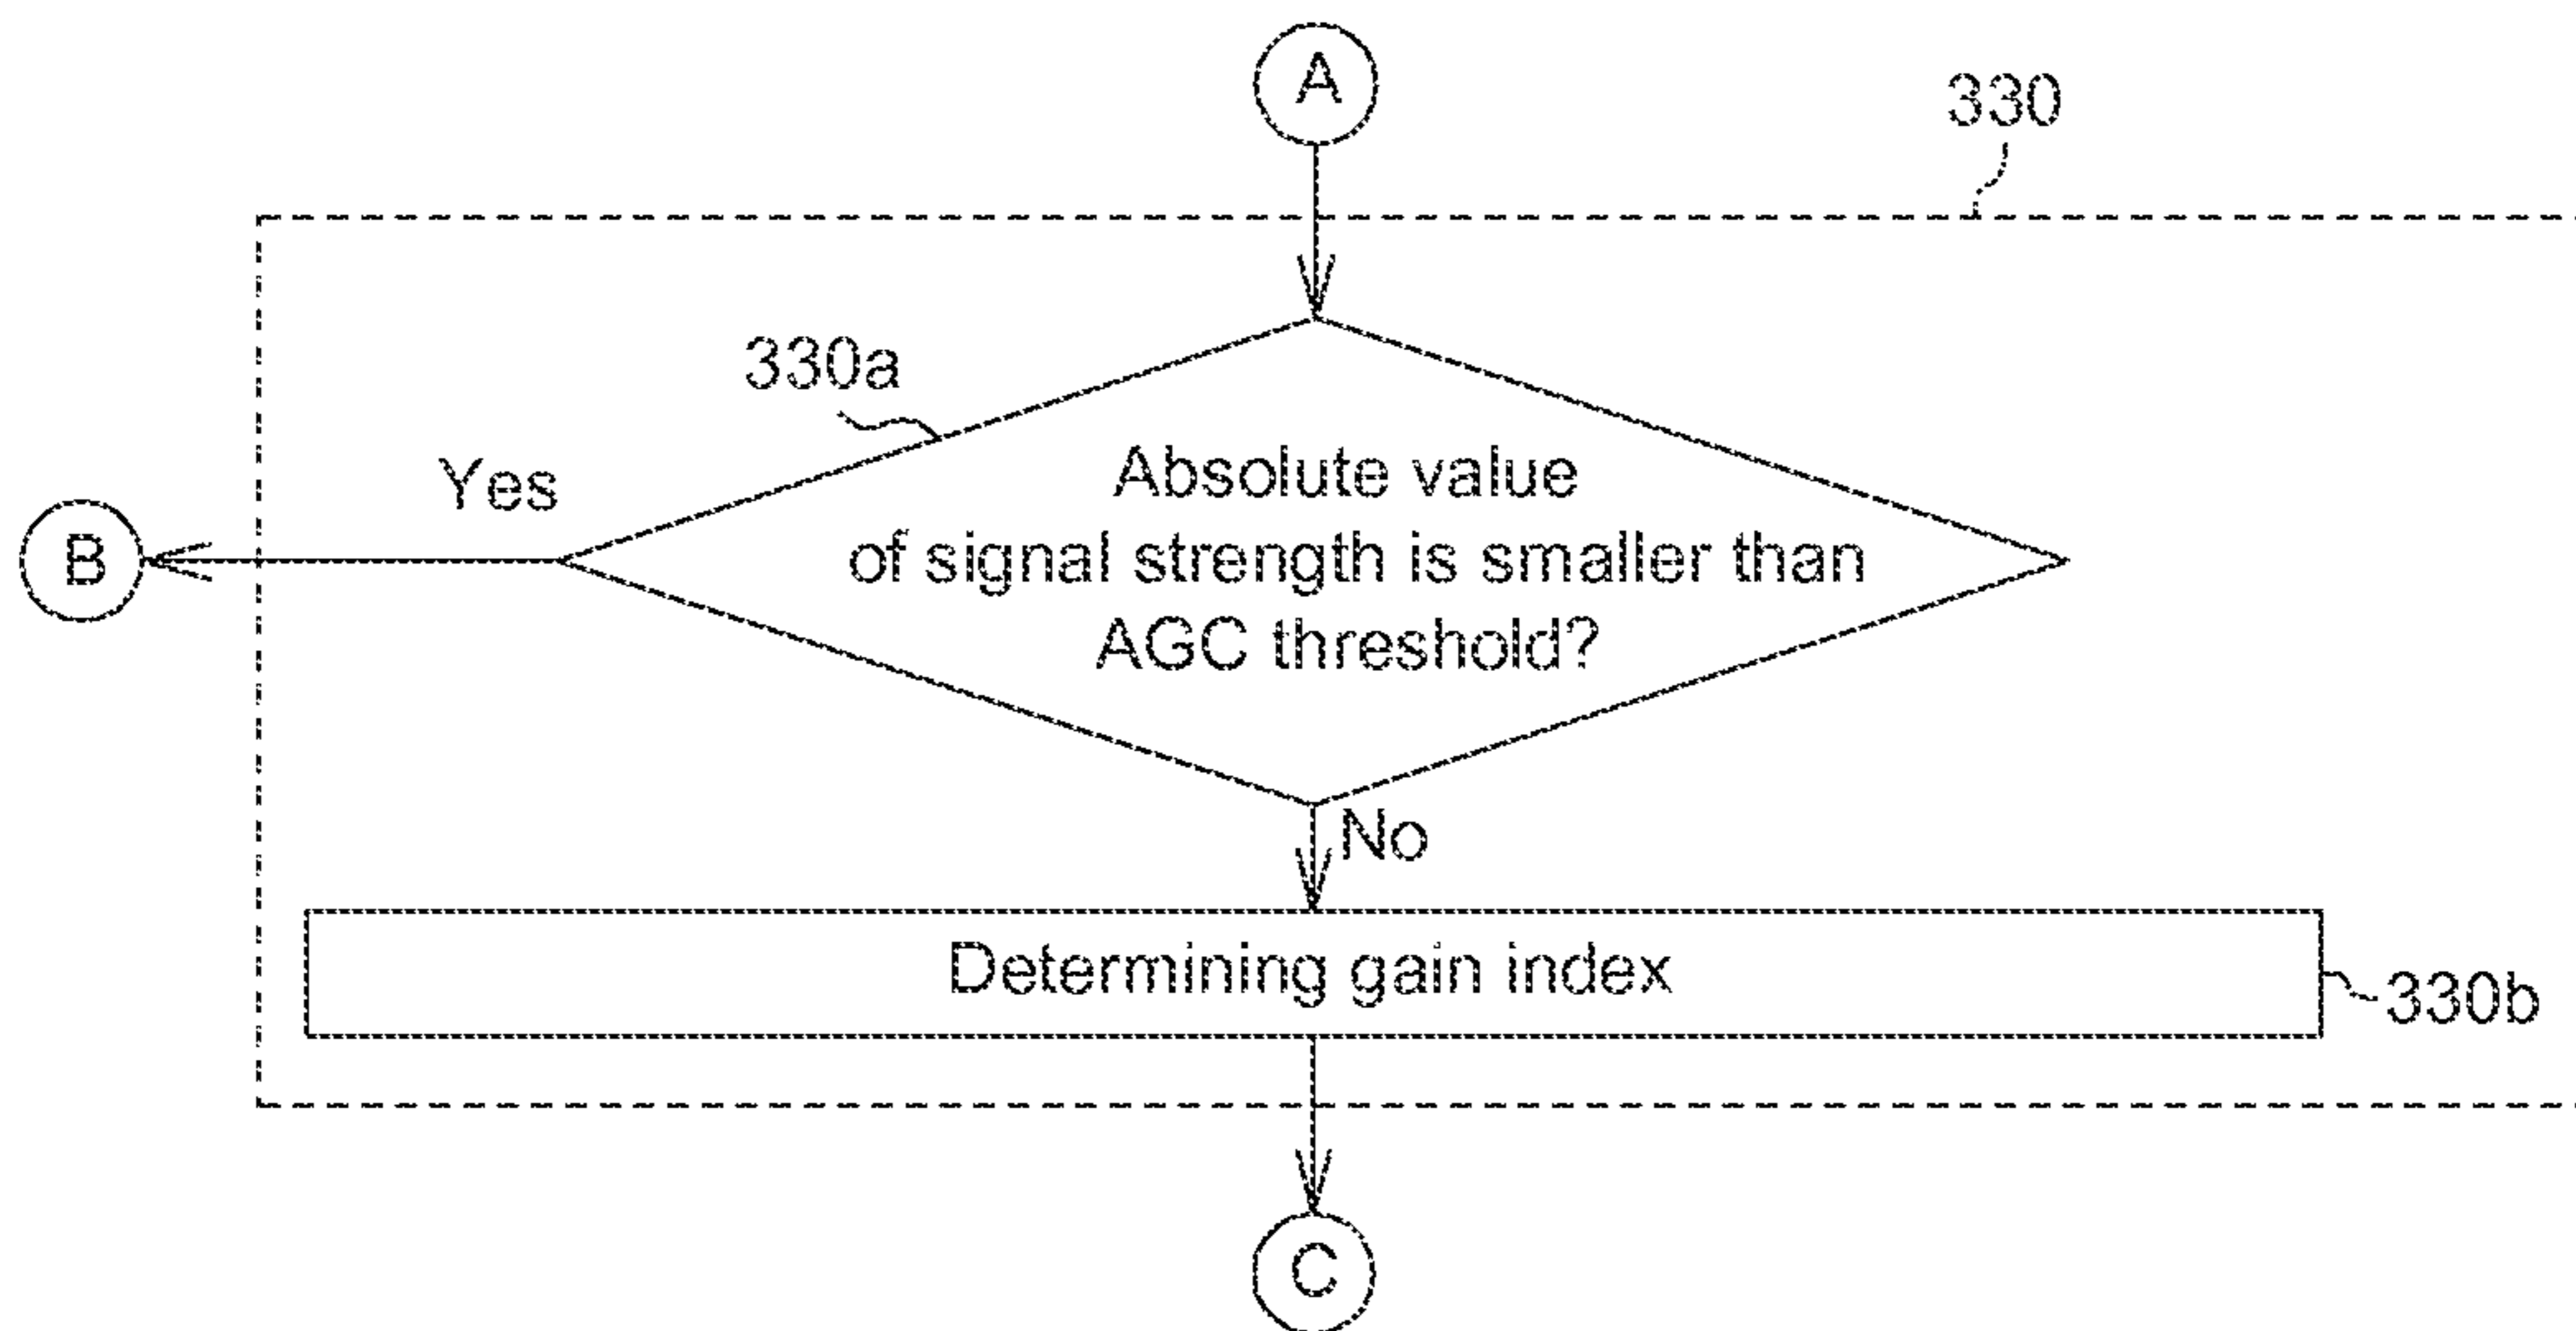 A
330
330a
Yes
Absolute value
of signal strength is smaller than
AGC threshold?
B
No
Determining gain index
330b
C